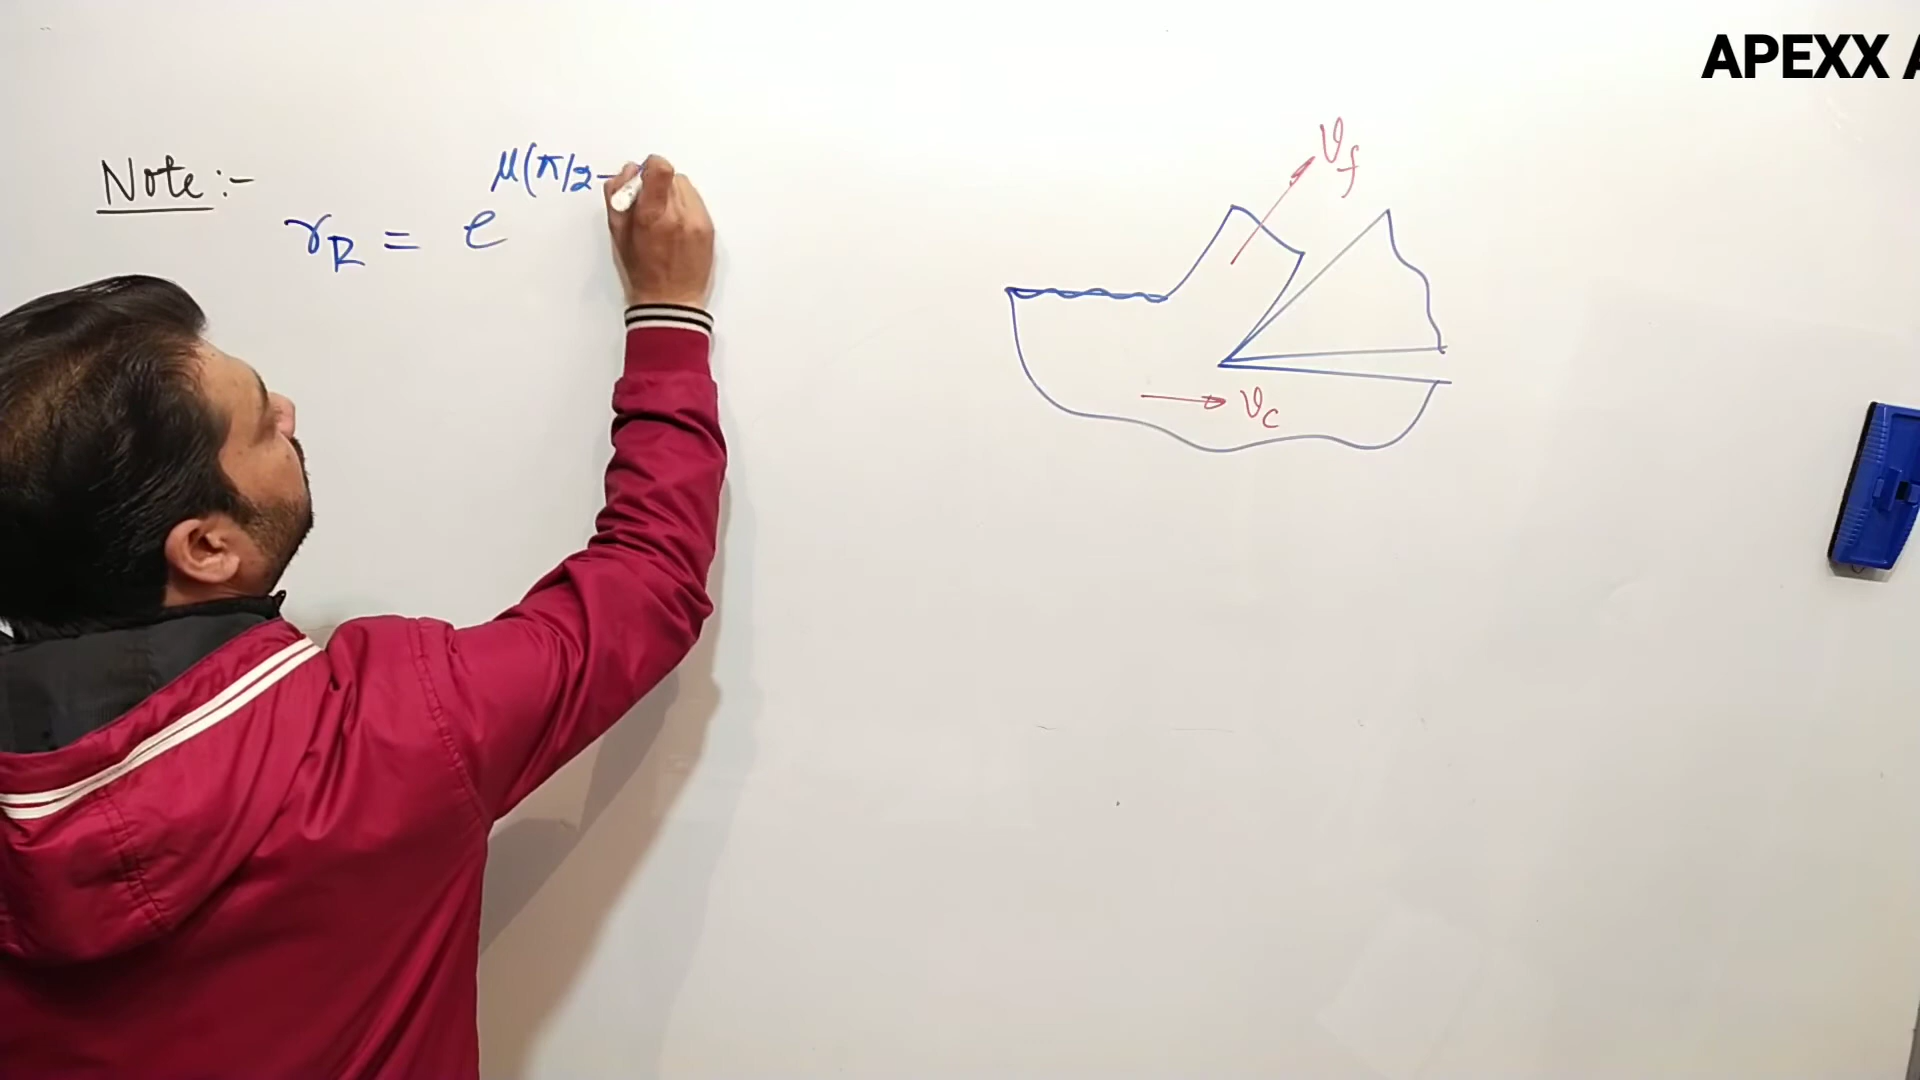 APEXX A
Note:-
γR = e^μ(π/2-
Vf
Vc